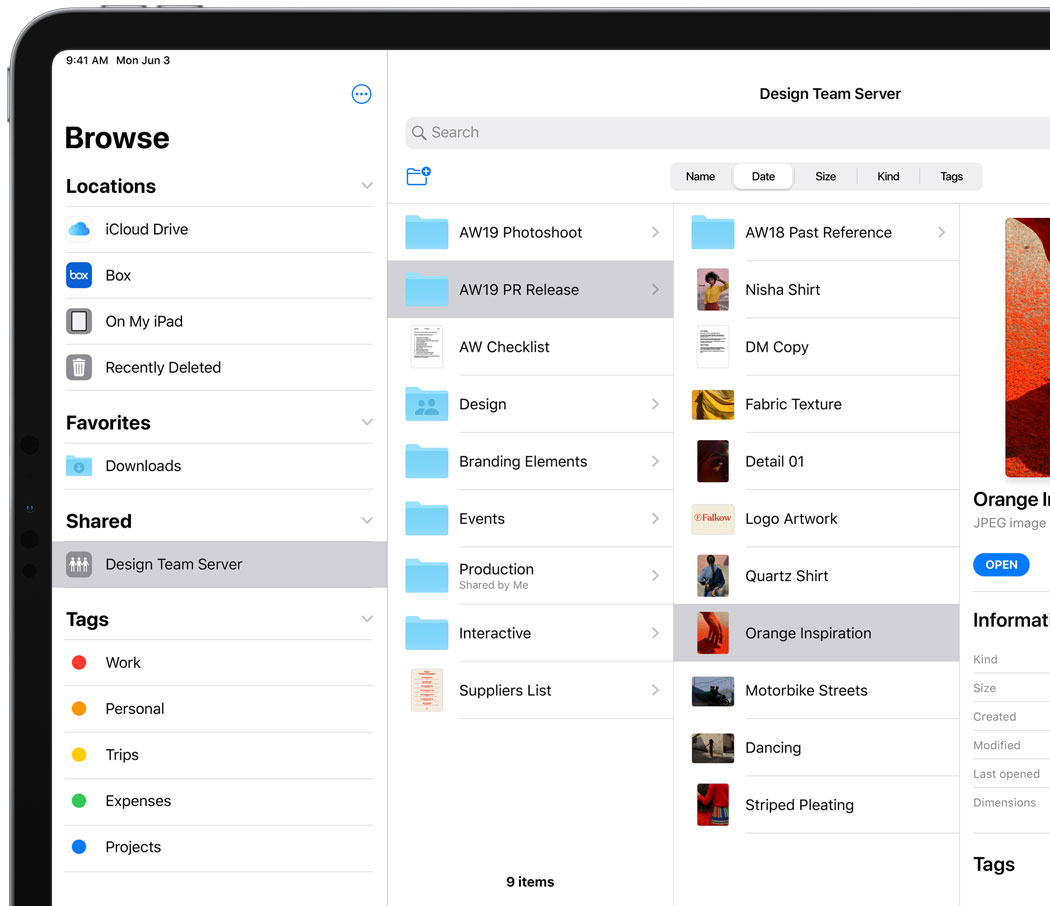 9:41 AM Mon Jun 3
Browse
Locations
iCloud Drive
box
Box
On My iPad
Recently Deleted
Favorites
Downloads
Shared
Design Team Server
Tags
Work
Personal
Trips
Expenses
Projects
Design Team Server
Search
Name Date Size Kind Tags
AW19 Photoshoot
AW19 PR Release
AW Checklist
Design
Branding Elements
Events
Production
Shared by Me
Interactive
Suppliers List
9 items
AW18 Past Reference
Nisha Shirt
DM Copy
Fabric Texture
Detail 01
Falkow
Logo Artwork
Quartz Shirt
Orange Inspiration
Motorbike Streets
Dancing
Striped Pleating
Orange
JPEG image
OPEN
Informati
Kind
Size
Created
Modified
Last opened
Dimensions
Tags